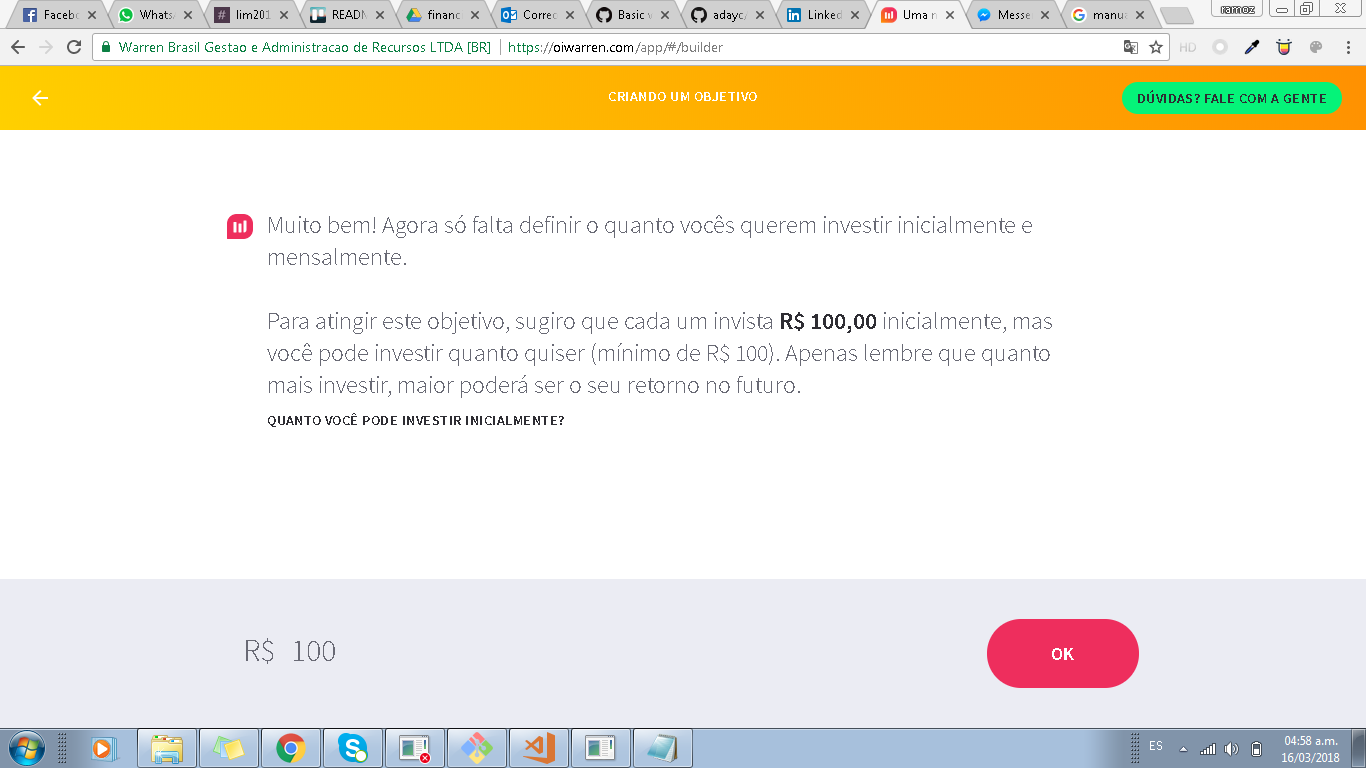 Faceb
Whats
lim201
READM
financ
Correc
Basic
adayc
Linked
Uma n
Messe
manu
ramoz
Warren Brasil Gestao e Administracao de Recursos LTDA [BR]
https://oiwarren.com/app/#/builder
HD
CRIANDO UM OBJETIVO
DÚVIDAS? FALE COM A GENTE
Muito bem! Agora só falta definir o quanto vocês querem investir inicialmente e
mensalmente.
Para atingir este objetivo, sugiro que cada um invista R$ 100,00 inicialmente, mas
você pode investir quanto quiser (mínimo de R$ 100). Apenas lembre que quanto
mais investir, maior poderá ser o seu retorno no futuro.
QUANTO VOCÊ PODE INVESTIR INICIALMENTE?
R$ 100
OK
ES
04:58 a.m.
16/03/2018